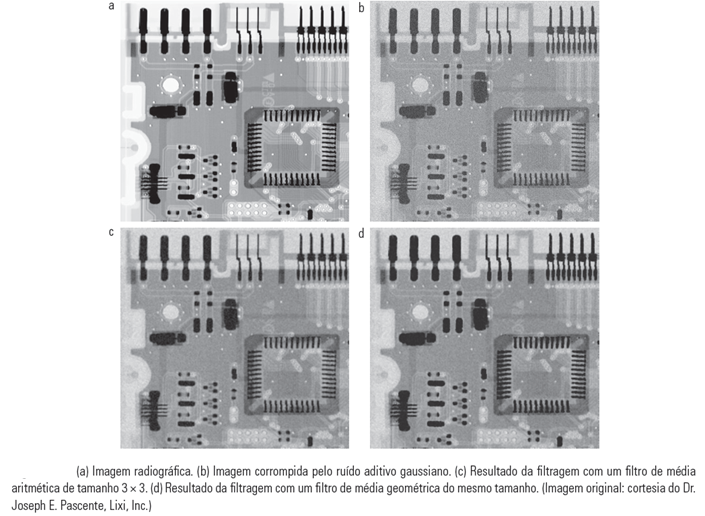 a
b
c
d
(a) Imagem radiográfica. (b) Imagem corrompida pelo ruído aditivo gaussiano. (c) Resultado da filtragem com um filtro de média
aritmética de tamanho 3 × 3. (d) Resultado da filtragem com um filtro de média geométrica do mesmo tamanho. (Imagem original: cortesia do Dr.
Joseph E. Pascente, Lixi, Inc.)